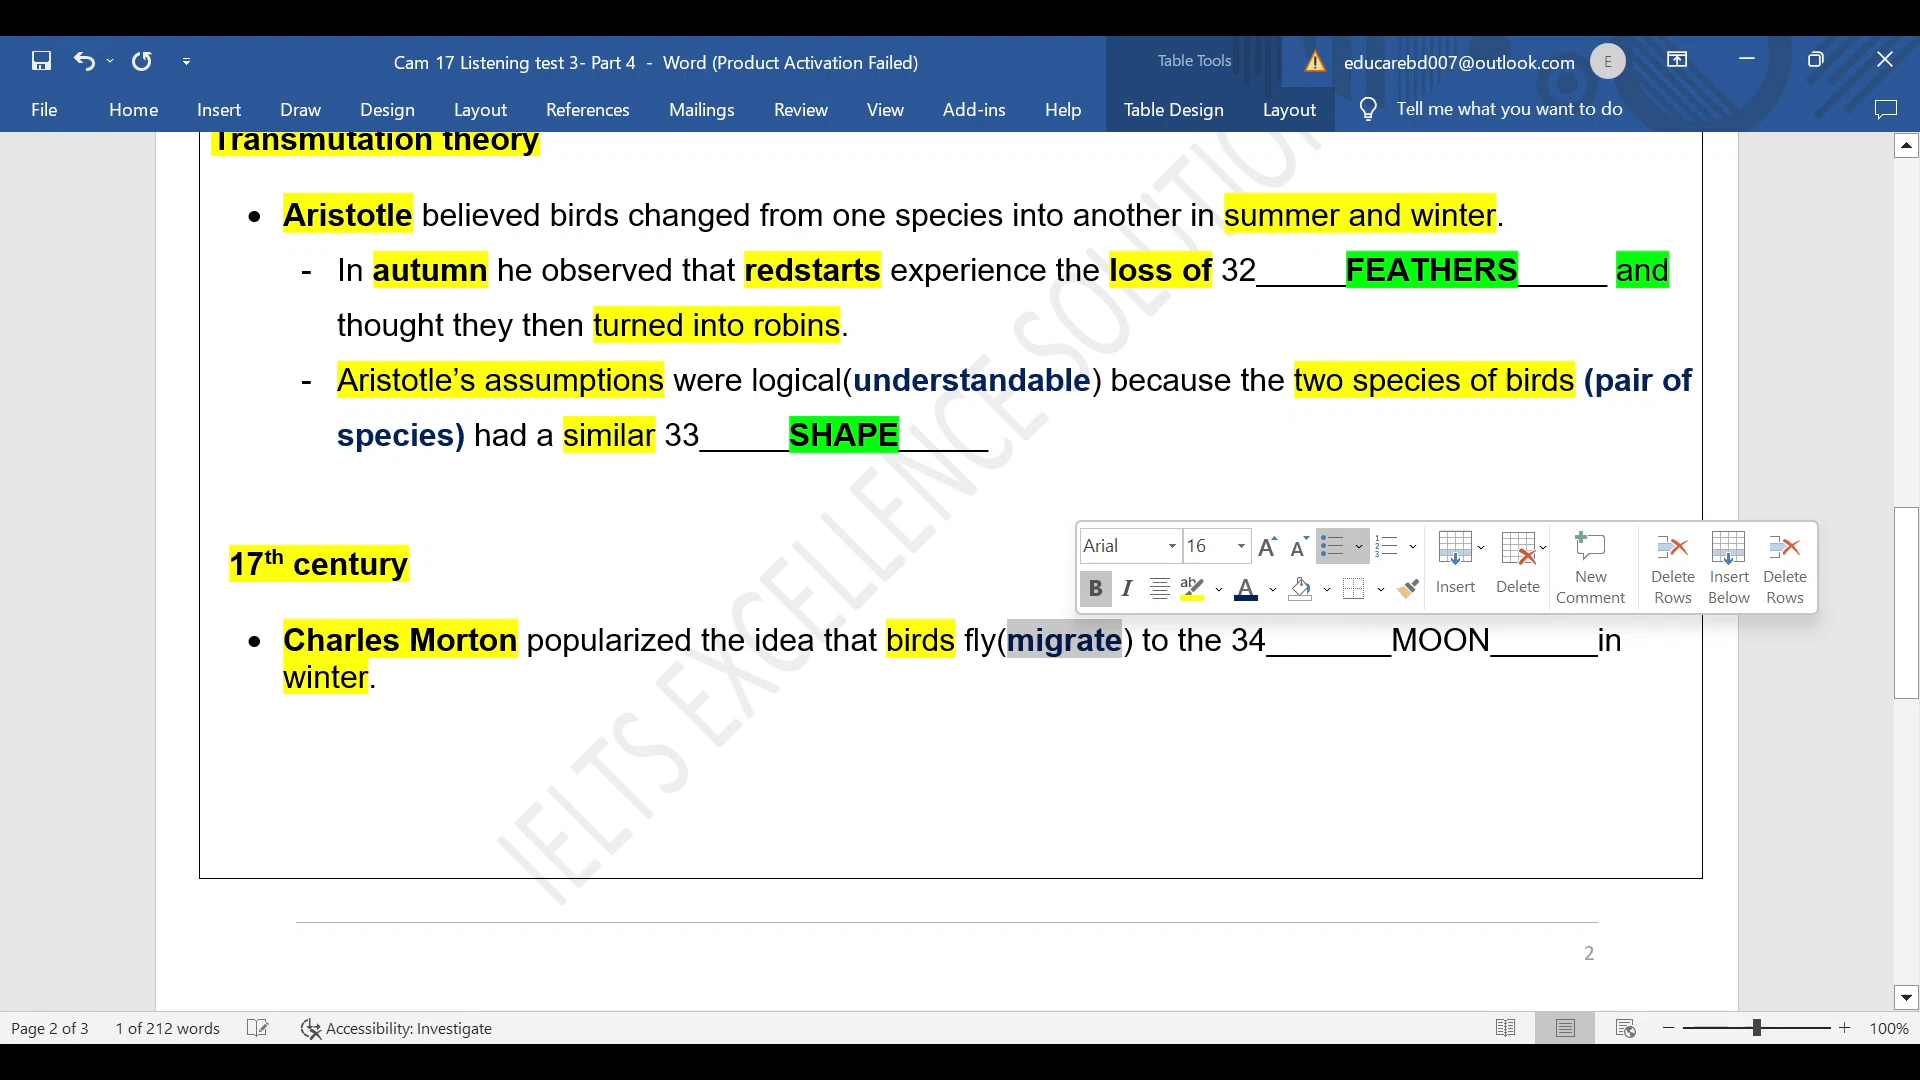 Cam 17 Listening test 3- Part 4 - Word (Product Activation Failed)
Table Tools
educarebd007@outlook.com
E
File Home Insert Draw Design Layout References Mailings Review View Add-ins Help Table Design Layout Tell me what you want to do
Transmutation theory
• Aristotle believed birds changed from one species into another in summer and winter.
- In autumn he observed that redstarts experience the loss of 32_____FEATHERS_____ and
thought they then turned into robins.
- Aristotle's assumptions were logical(understandable) because the two species of birds (pair of
species) had a similar 33_____SHAPE_____
17th century
Arial 16
Insert Delete New Comment Delete Rows Insert Below Delete Rows
• Charles Morton popularized the idea that birds fly(migrate) to the 34_______MOON______in
winter.
IELTS EXCELLENCE SOLUTION
2
Page 2 of 3 1 of 212 words Accessibility: Investigate 100%